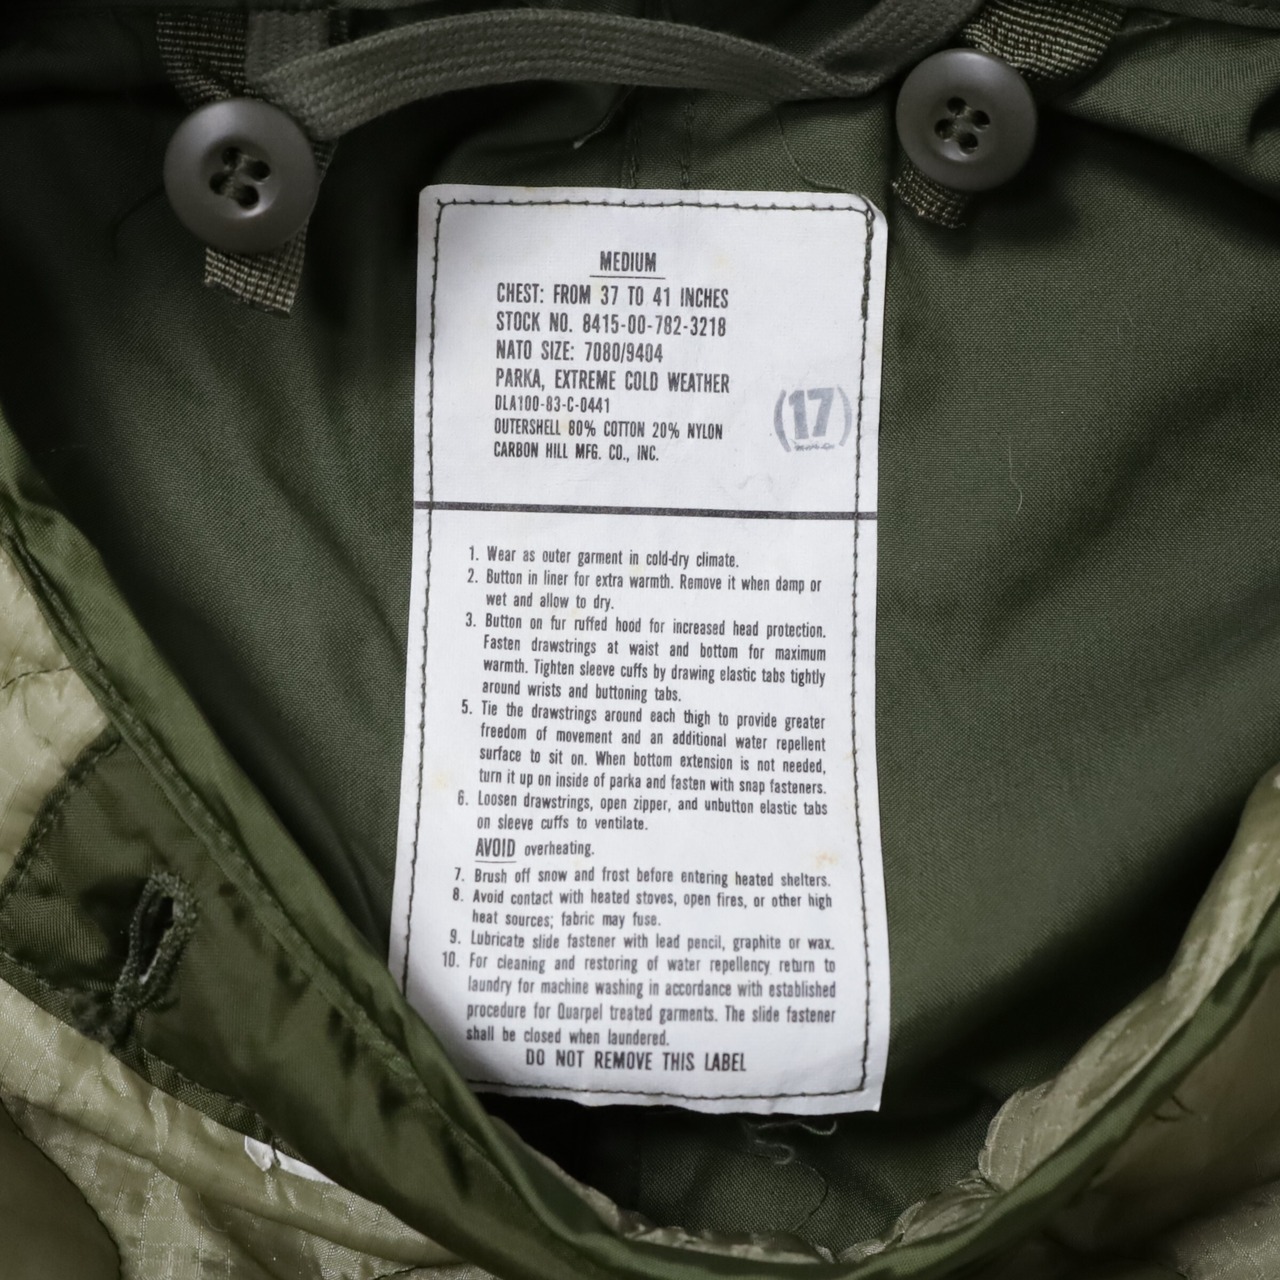 MEDIUM
CHEST: FROM 37 TO 41 INCHES
STOCK NO. 8415-00-782-3218
NATO SIZE: 7080/9404
PARKA, EXTREME COLD WEATHER
DLA100-83-C-0441
OUTERSHELL 80% COTTON 20% NYLON
CARBON HILL MFG. CO., INC.
(17)
1. Wear as outer garment in cold-dry climate.
2. Button in liner for extra warmth. Remove it when damp or
wet and allow to dry.
3. Button on fur ruffed hood for increased head protection.
Fasten drawstrings at waist and bottom for maximum
warmth. Tighten sleeve cuffs by drawing elastic tabs tightly
around wrists and buttoning tabs.
5. Tie the drawstrings around each thigh to provide greater
freedom of movement and an additional water repellent
surface to sit on. When bottom extension is not needed,
turn it up on inside of parka and fasten with snap fasteners.
6. Loosen drawstrings, open zipper, and unbutton elastic tabs
on sleeve cuffs to ventilate.
AVOID overheating.
7. Brush off snow and frost before entering heated shelters.
8. Avoid contact with heated stoves, open fires, or other high
heat sources; fabric may fuse.
9. Lubricate slide fastener with lead pencil, graphite or wax.
10. For cleaning and restoring of water repellency return to
laundry for machine washing in accordance with established
procedure for Quarpel treated garments. The slide fastener
shall be closed when laundered.
DO NOT REMOVE THIS LABEL